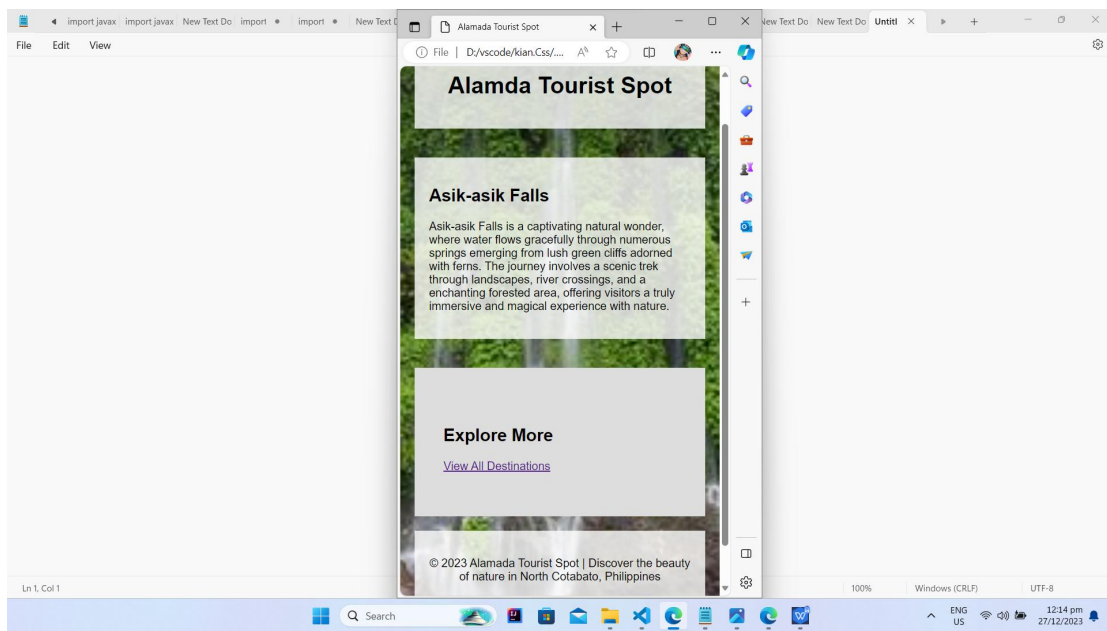 import javax
import javax
New Text Do
import
import
New Text D
Alamada Tourist Spot
New Text Do
New Text Do
Untitl
File
Edit
View
File
D:/vscode/kian.Css/....
Alamda Tourist Spot
Asik-asik Falls
Asik-asik Falls is a captivating natural wonder,
where water flows gracefully through numerous
springs emerging from lush green cliffs adorned
with ferns. The journey involves a scenic trek
through landscapes, river crossings, and a
enchanting forested area, offering visitors a truly
immersive and magical experience with nature.
Explore More
View All Destinations
© 2023 Alamada Tourist Spot | Discover the beauty
of nature in North Cotabato, Philippines
Ln 1, Col 1
100%
Windows (CRLF)
UTF-8
Search
ENG
US
12:14 pm
27/12/2023